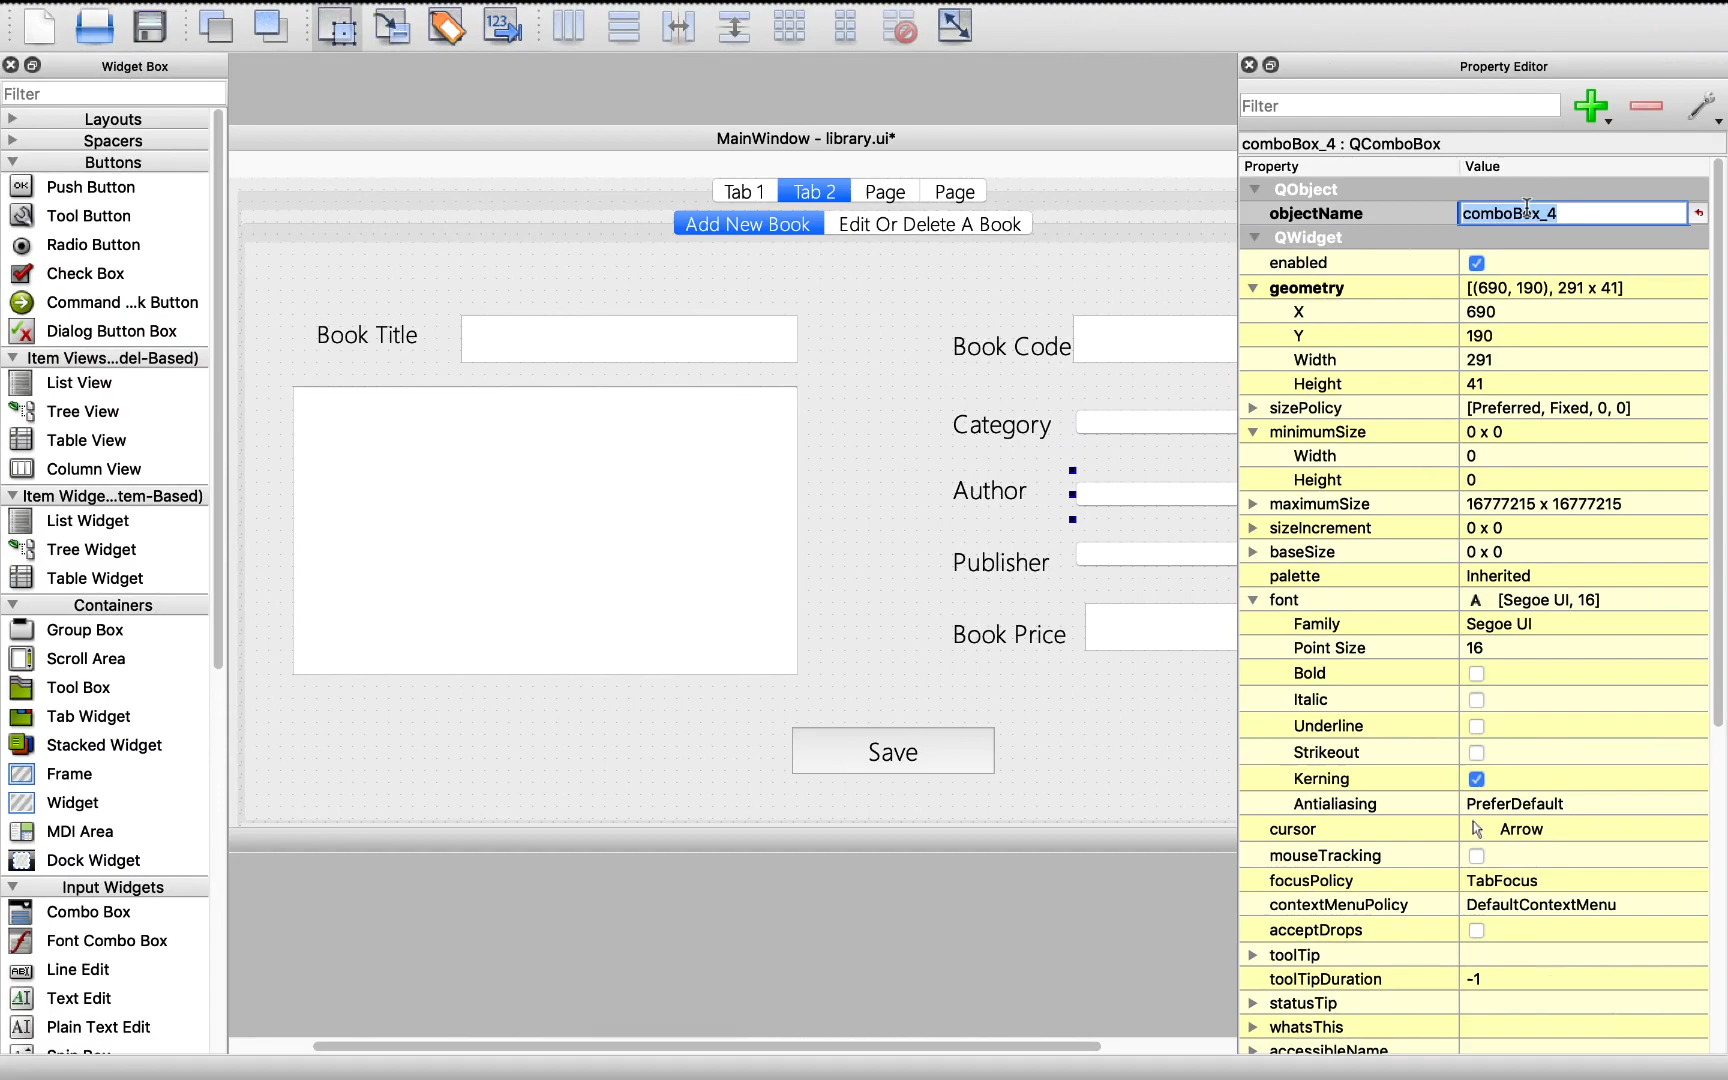 123
Widget Box
Filter
Layouts
Spacers
Buttons
OK Push Button
Tool Button
Radio Button
Check Box
Command ...k Button
Dialog Button Box
Item Views...del-Based)
List View
Tree View
Table View
Column View
Item Widge...tem-Based)
List Widget
Tree Widget
Table Widget
Containers
Group Box
Scroll Area
Tool Box
Tab Widget
Stacked Widget
Frame
Widget
MDI Area
Dock Widget
Input Widgets
Combo Box
Font Combo Box
ABI Line Edit
AI Text Edit
AI Plain Text Edit
MainWindow - library.ui*
Tab 1 Tab 2 Page Page
Add New Book Edit Or Delete A Book
Book Title
Book Code
Category
Author
Publisher
Book Price
Save
Property Editor
Filter
comboBox_4 : QComboBox
Property Value
QObject
objectName comboBox_4
QWidget
enabled
geometry [(690, 190), 291 x 41]
X 690
Y 190
Width 291
Height 41
sizePolicy [Preferred, Fixed, 0, 0]
minimumSize 0 x 0
Width 0
Height 0
maximumSize 16777215 x 16777215
sizeIncrement 0 x 0
baseSize 0 x 0
palette Inherited
font A [Segoe UI, 16]
Family Segoe UI
Point Size 16
Bold
Italic
Underline
Strikeout
Kerning
Antialiasing PreferDefault
cursor Arrow
mouseTracking
focusPolicy TabFocus
contextMenuPolicy DefaultContextMenu
acceptDrops
toolTip
toolTipDuration -1
statusTip
whatsThis
accessibleName